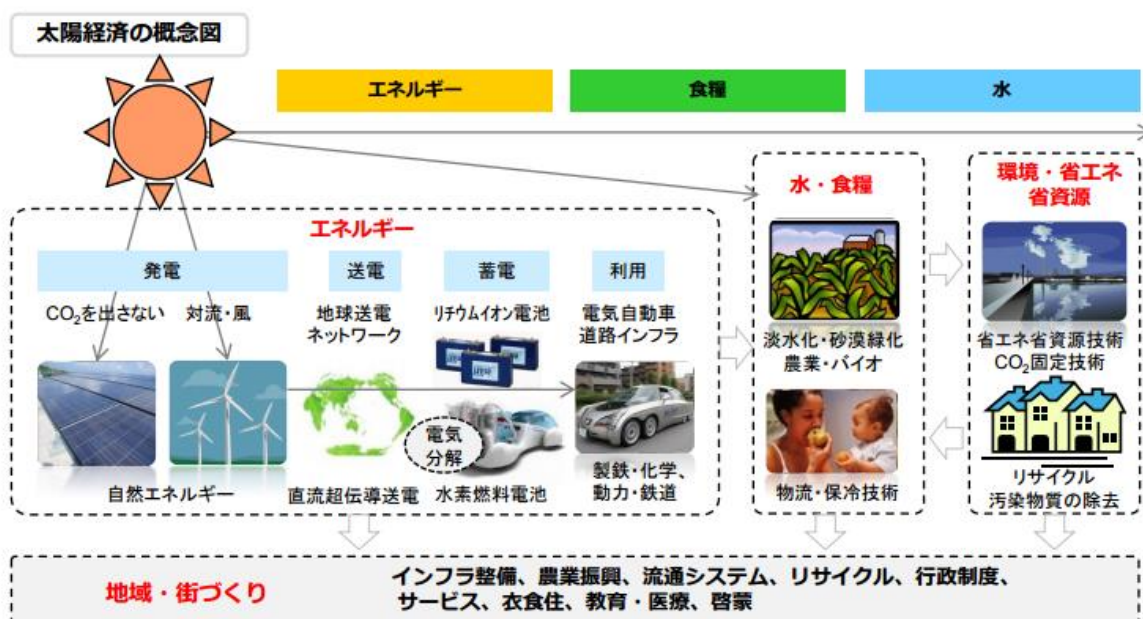 太陽経済の概念図
エネルギー
食糧
水
エネルギー
発電
送電
蓄電
利用
CO₂を出さない
対流・風
地球送電
ネットワーク
リチウムイオン電池
電気自動車
道路インフラ
電気
分解
自然エネルギー
直流超伝導送電
水素燃料電池
製鉄・化学、
動力・鉄道
水・食糧
淡水化・砂漠緑化
農業・バイオ
物流・保冷技術
環境・省エネ
省資源
省エネ省資源技術
CO₂固定技術
リサイクル
汚染物質の除去
地域・街づくり
インフラ整備、農業振興、流通システム、リサイクル、行政制度、
サービス、衣食住、教育・医療、啓蒙